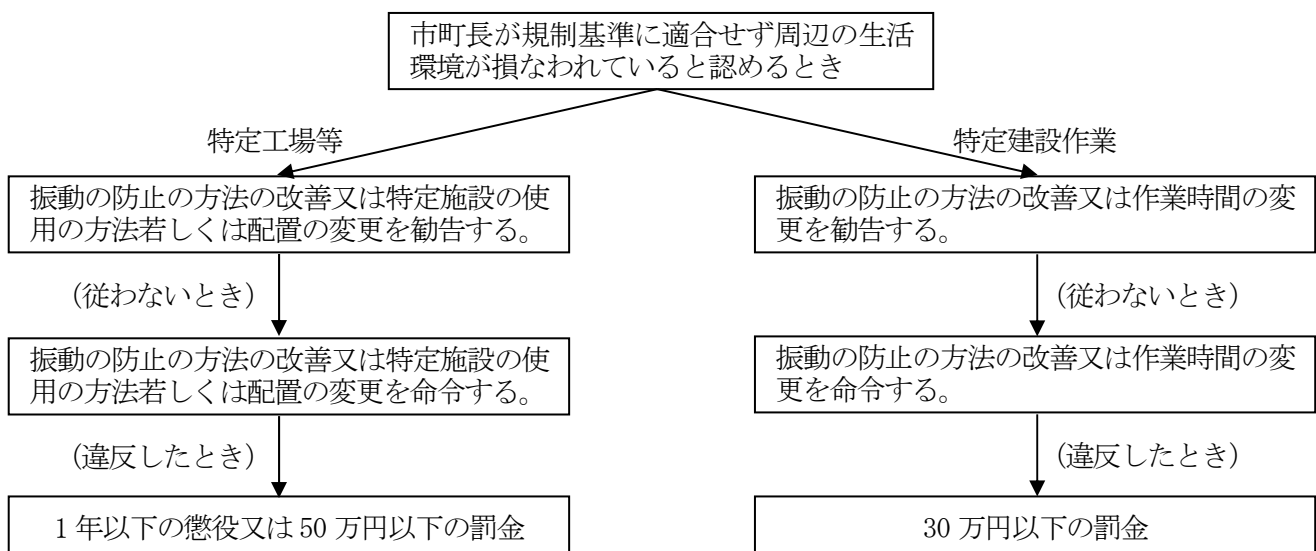 市町長が規制基準に適合せず周辺の生活
環境が損なわれていると認めるとき
特定工場等
特定建設作業
振動の防止の方法の改善又は特定施設の使
用の方法若しくは配置の変更を勧告する。
振動の防止の方法の改善又は作業時間の変
更を勧告する。
(従わないとき)
(従わないとき)
振動の防止の方法の改善又は特定施設の使
用の方法若しくは配置の変更を命令する。
振動の防止の方法の改善又は作業時間の変
更を命令する。
(違反したとき)
(違反したとき)
1 年以下の懲役又は 50 万円以下の罰金
30 万円以下の罰金